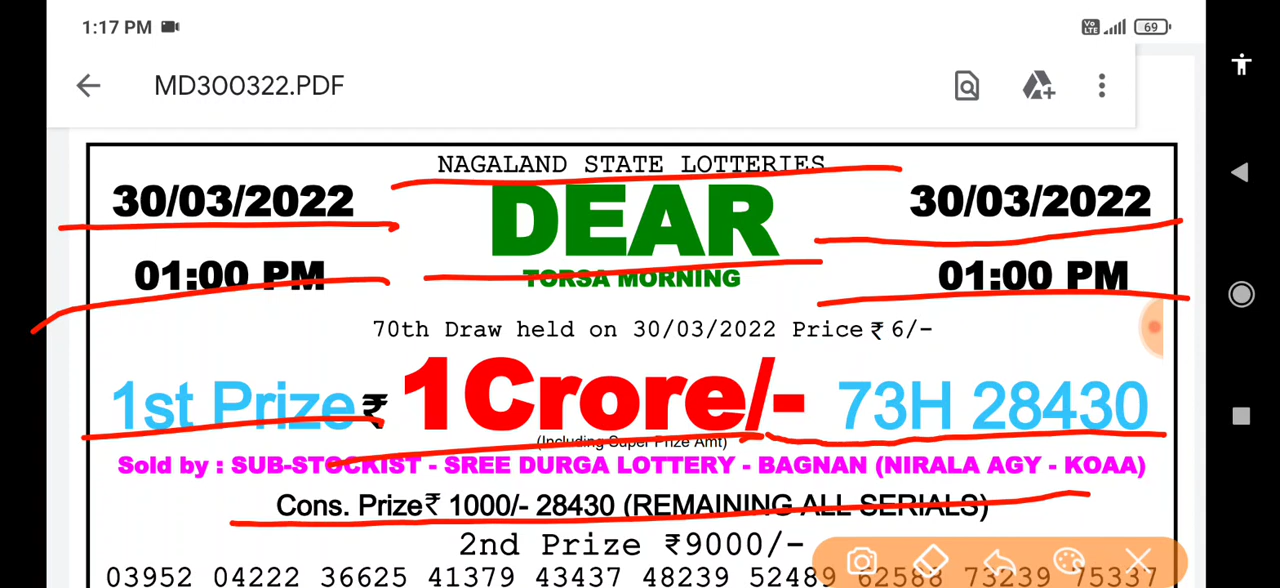 1:17 PM Vo LTE 69
MD300322.PDF
NAGALAND STATE LOTTERIES
30/03/2022 DEAR 30/03/2022
01:00 PM TORSA MORNING 01:00 PM
70th Draw held on 30/03/2022 Price ₹ 6/-
1st Prize ₹ 1Crore/- 73H 28430
(Including Super Prize Amt)
Sold by : SUB-STOCKIST - SREE DURGA LOTTERY - BAGNAN (NIRALA AGY - KOAA)
Cons. Prize ₹ 1000/- 28430 (REMAINING ALL SERIALS)
2nd Prize ₹9000/-
03952 04222 36625 41379 43437 48239 52489 62588 73239 75337